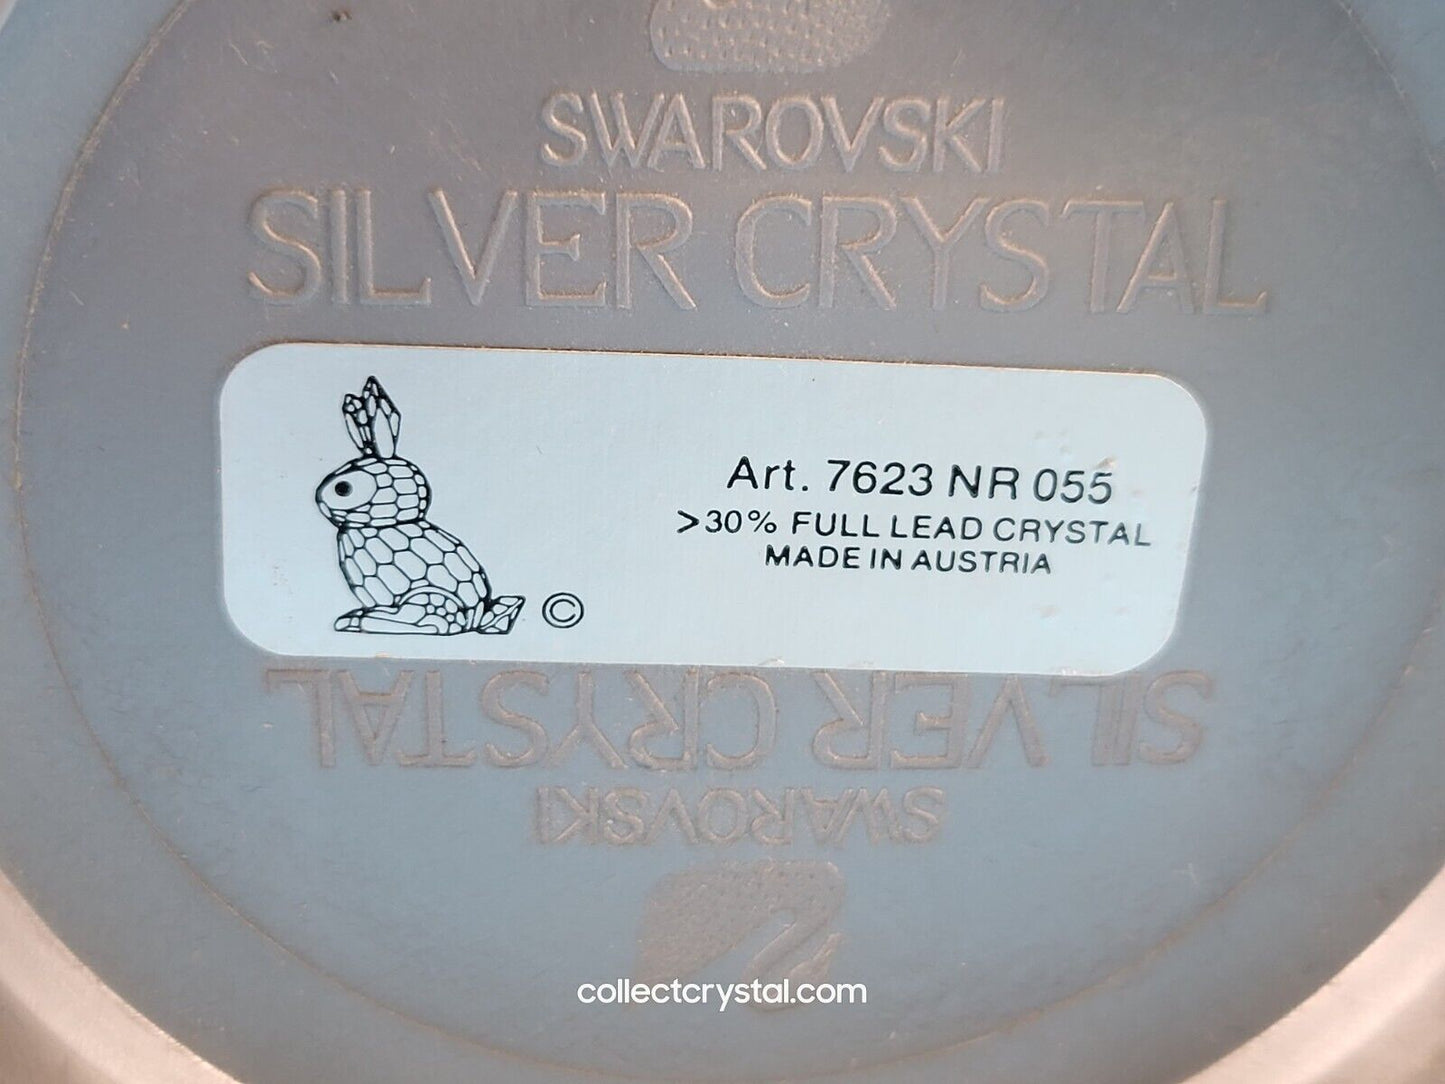 SWAROVSKI
SILVER CRYSTAL
Art. 7623 NR 055
>30% FULL LEAD CRYSTAL
MADE IN AUSTRIA
©
SILVER CRYSTAL
SWAROVSKI
collectcrystal.com